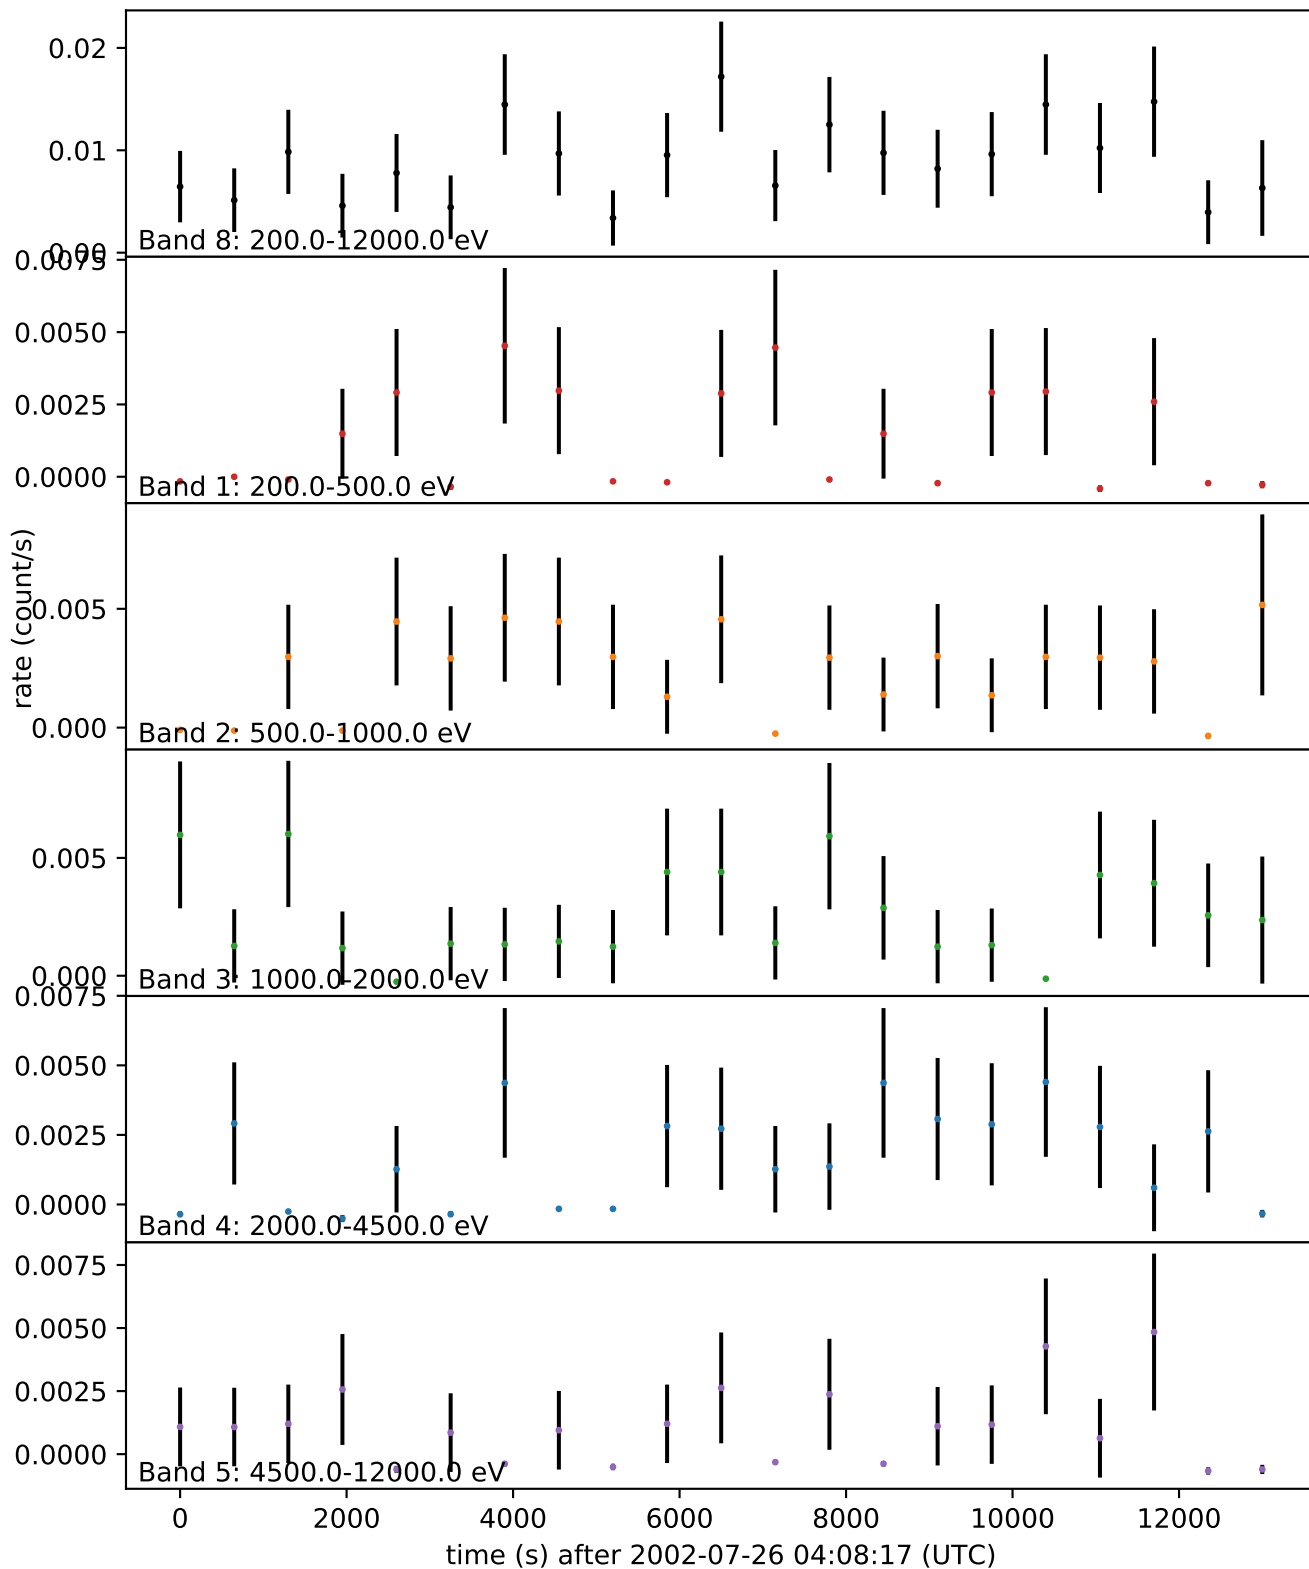 0.02
0.01
0.00
Band 8: 200.0-12000.0 eV
0.0075
0.0050
0.0025
0.0000
Band 1: 200.0-500.0 eV
rate (count/s)
0.005
0.000
Band 2: 500.0-1000.0 eV
0.005
0.000
Band 3: 1000.0-2000.0 eV
0.0075
0.0050
0.0025
0.0000
Band 4: 2000.0-4500.0 eV
0.0075
0.0050
0.0025
0.0000
Band 5: 4500.0-12000.0 eV
0 2000 4000 6000 8000 10000 12000
time (s) after 2002-07-26 04:08:17 (UTC)